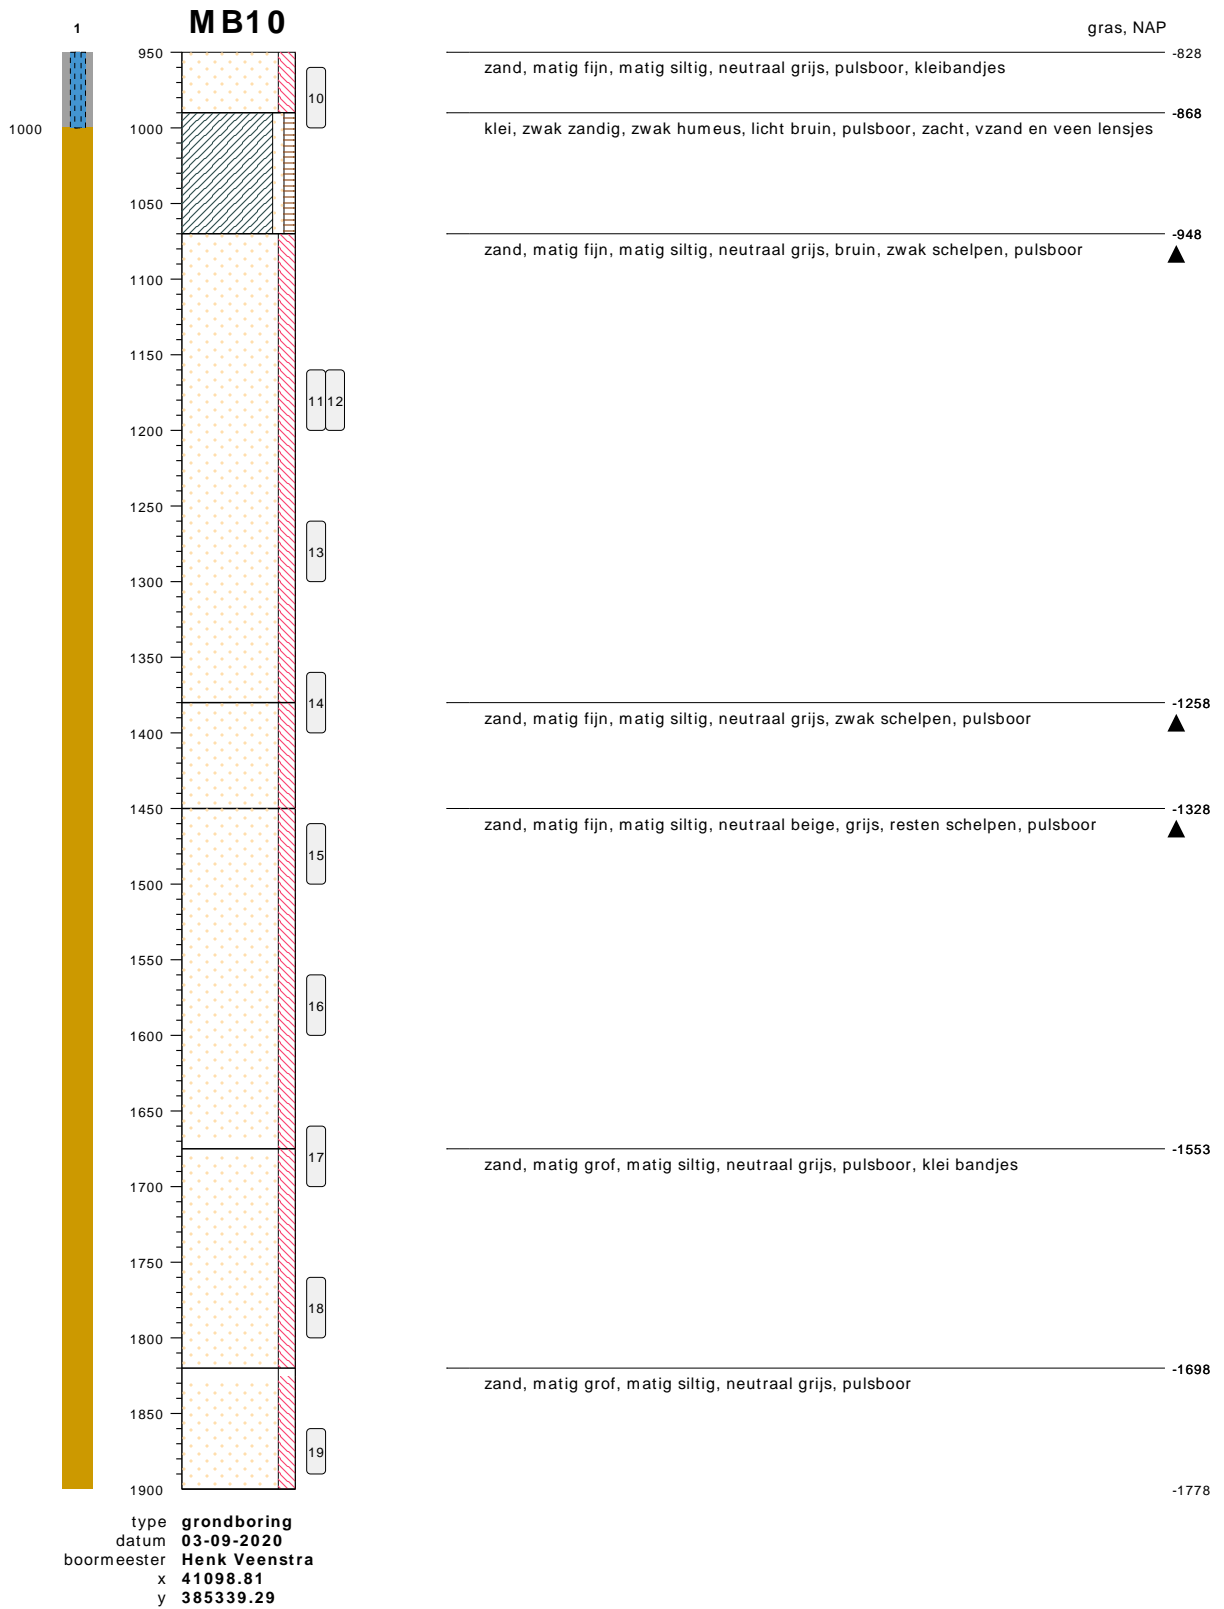 1 MB10 gras, NAP
950 -828
zand, matig fijn, matig siltig, neutraal grijs, pulsboor, kleibandjes
10
-868
1000 1000 klei, zwak zandig, zwak humeus, licht bruin, pulsboor, zacht, vzand en veen lensjes
1050
-948
zand, matig fijn, matig siltig, neutraal grijs, bruin, zwak schelpen, pulsboor
1100
1150
11 12
1200
1250
13
1300
1350
14 -1258
zand, matig fijn, matig siltig, neutraal grijs, zwak schelpen, pulsboor
1400
1450 -1328
zand, matig fijn, matig siltig, neutraal beige, grijs, resten schelpen, pulsboor
15
1500
1550
16
1600
1650
17 -1553
zand, matig grof, matig siltig, neutraal grijs, pulsboor, klei bandjes
1700
1750
18
1800
-1698
zand, matig grof, matig siltig, neutraal grijs, pulsboor
1850
19
1900 -1778
type grondboring
datum 03-09-2020
boormeester Henk Veenstra
x 41098.81
y 385339.29